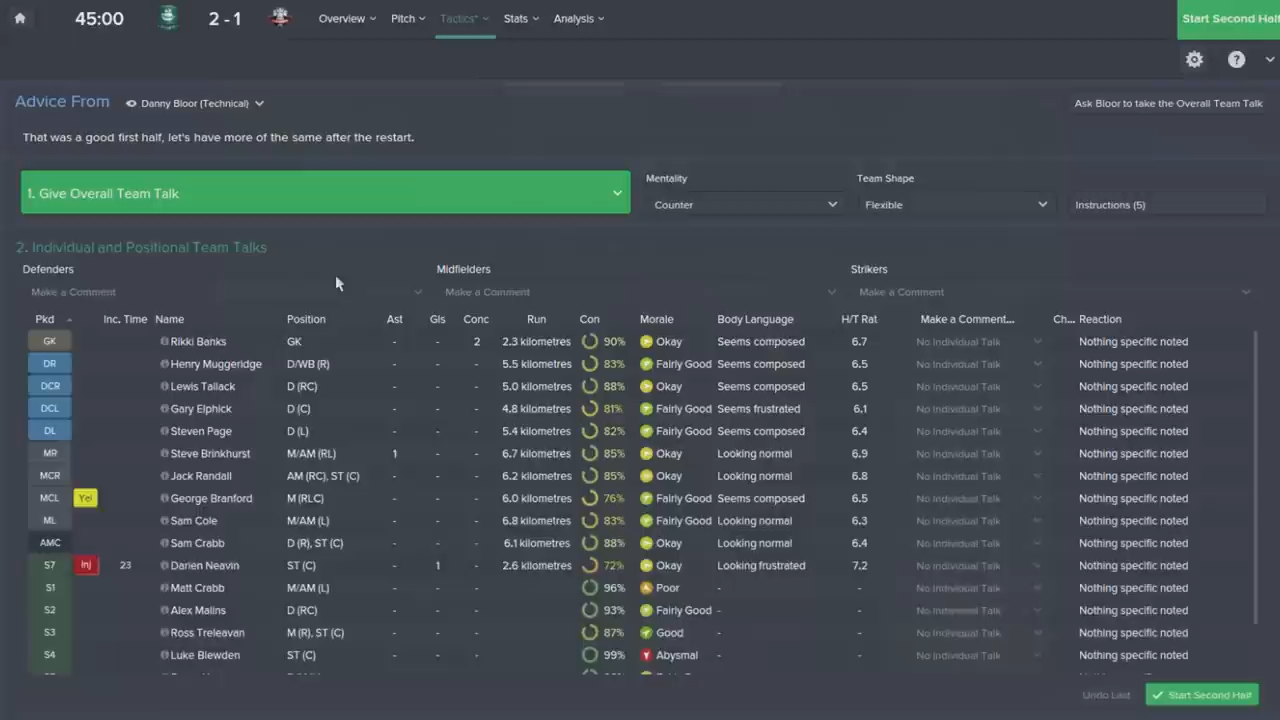 45:00 2 - 1 Overview Pitch Tactics* Stats Analysis Start Second Half
Advice From Danny Bloor (Technical) Ask Bloor to take the Overall Team Talk
That was a good first half, let's have more of the same after the restart.
Mentality Team Shape
1. Give Overall Team Talk Counter Flexible Instructions (5)
2. Individual and Positional Team Talks
Defenders Midfielders Strikers
Make a Comment Make a Comment Make a Comment
Pkd Inc. Time Name Position Ast Gls Conc Run Con Morale Body Language H/T Rat Make a Comment... Ch... Reaction
GK Rikki Banks GK - - 2 2.3 kilometres 90% Okay Seems composed 6.7 No Individual Talk Nothing specific noted
DR Henry Muggeridge D/WB (R) - - - 5.5 kilometres 83% Fairly Good Seems composed 6.5 No Individual Talk Nothing specific noted
DCR Lewis Tallack D (RC) - - - 5.0 kilometres 88% Okay Seems composed 6.5 No Individual Talk Nothing specific noted
DCL Gary Elphick D (C) - - - 4.8 kilometres 81% Fairly Good Seems frustrated 6.1 No Individual Talk Nothing specific noted
DL Steven Page D (L) - - - 5.4 kilometres 82% Fairly Good Seems composed 6.4 No Individual Talk Nothing specific noted
MR Steve Brinkhurst M/AM (RL) 1 - - 6.7 kilometres 85% Okay Looking normal 6.9 No Individual Talk Nothing specific noted
MCR Jack Randall AM (RC), ST (C) - - - 6.2 kilometres 85% Okay Looking normal 6.8 No Individual Talk Nothing specific noted
MCL Yel George Branford M (RLC) - - - 6.0 kilometres 76% Fairly Good Seems composed 6.5 No Individual Talk Nothing specific noted
ML Sam Cole M/AM (L) - - - 6.8 kilometres 83% Fairly Good Looking normal 6.3 No Individual Talk Nothing specific noted
AMC Sam Crabb D (R), ST (C) - - - 6.1 kilometres 88% Okay Looking normal 6.4 No Individual Talk Nothing specific noted
S7 Inj 23 Darien Neavin ST (C) - 1 - 2.6 kilometres 72% Okay Looking frustrated 7.2 No Individual Talk Nothing specific noted
S1 Matt Crabb M/AM (L) 96% Poor - - No Individual Talk Nothing specific noted
S2 Alex Malins D (RC) 93% Fairly Good - - No Individual Talk Nothing specific noted
S3 Ross Treleavan M (R), ST (C) 87% Good - - No Individual Talk Nothing specific noted
S4 Luke Blewden ST (C) 99% Abysmal - - No Individual Talk Nothing specific noted
Undo Last Start Second Half